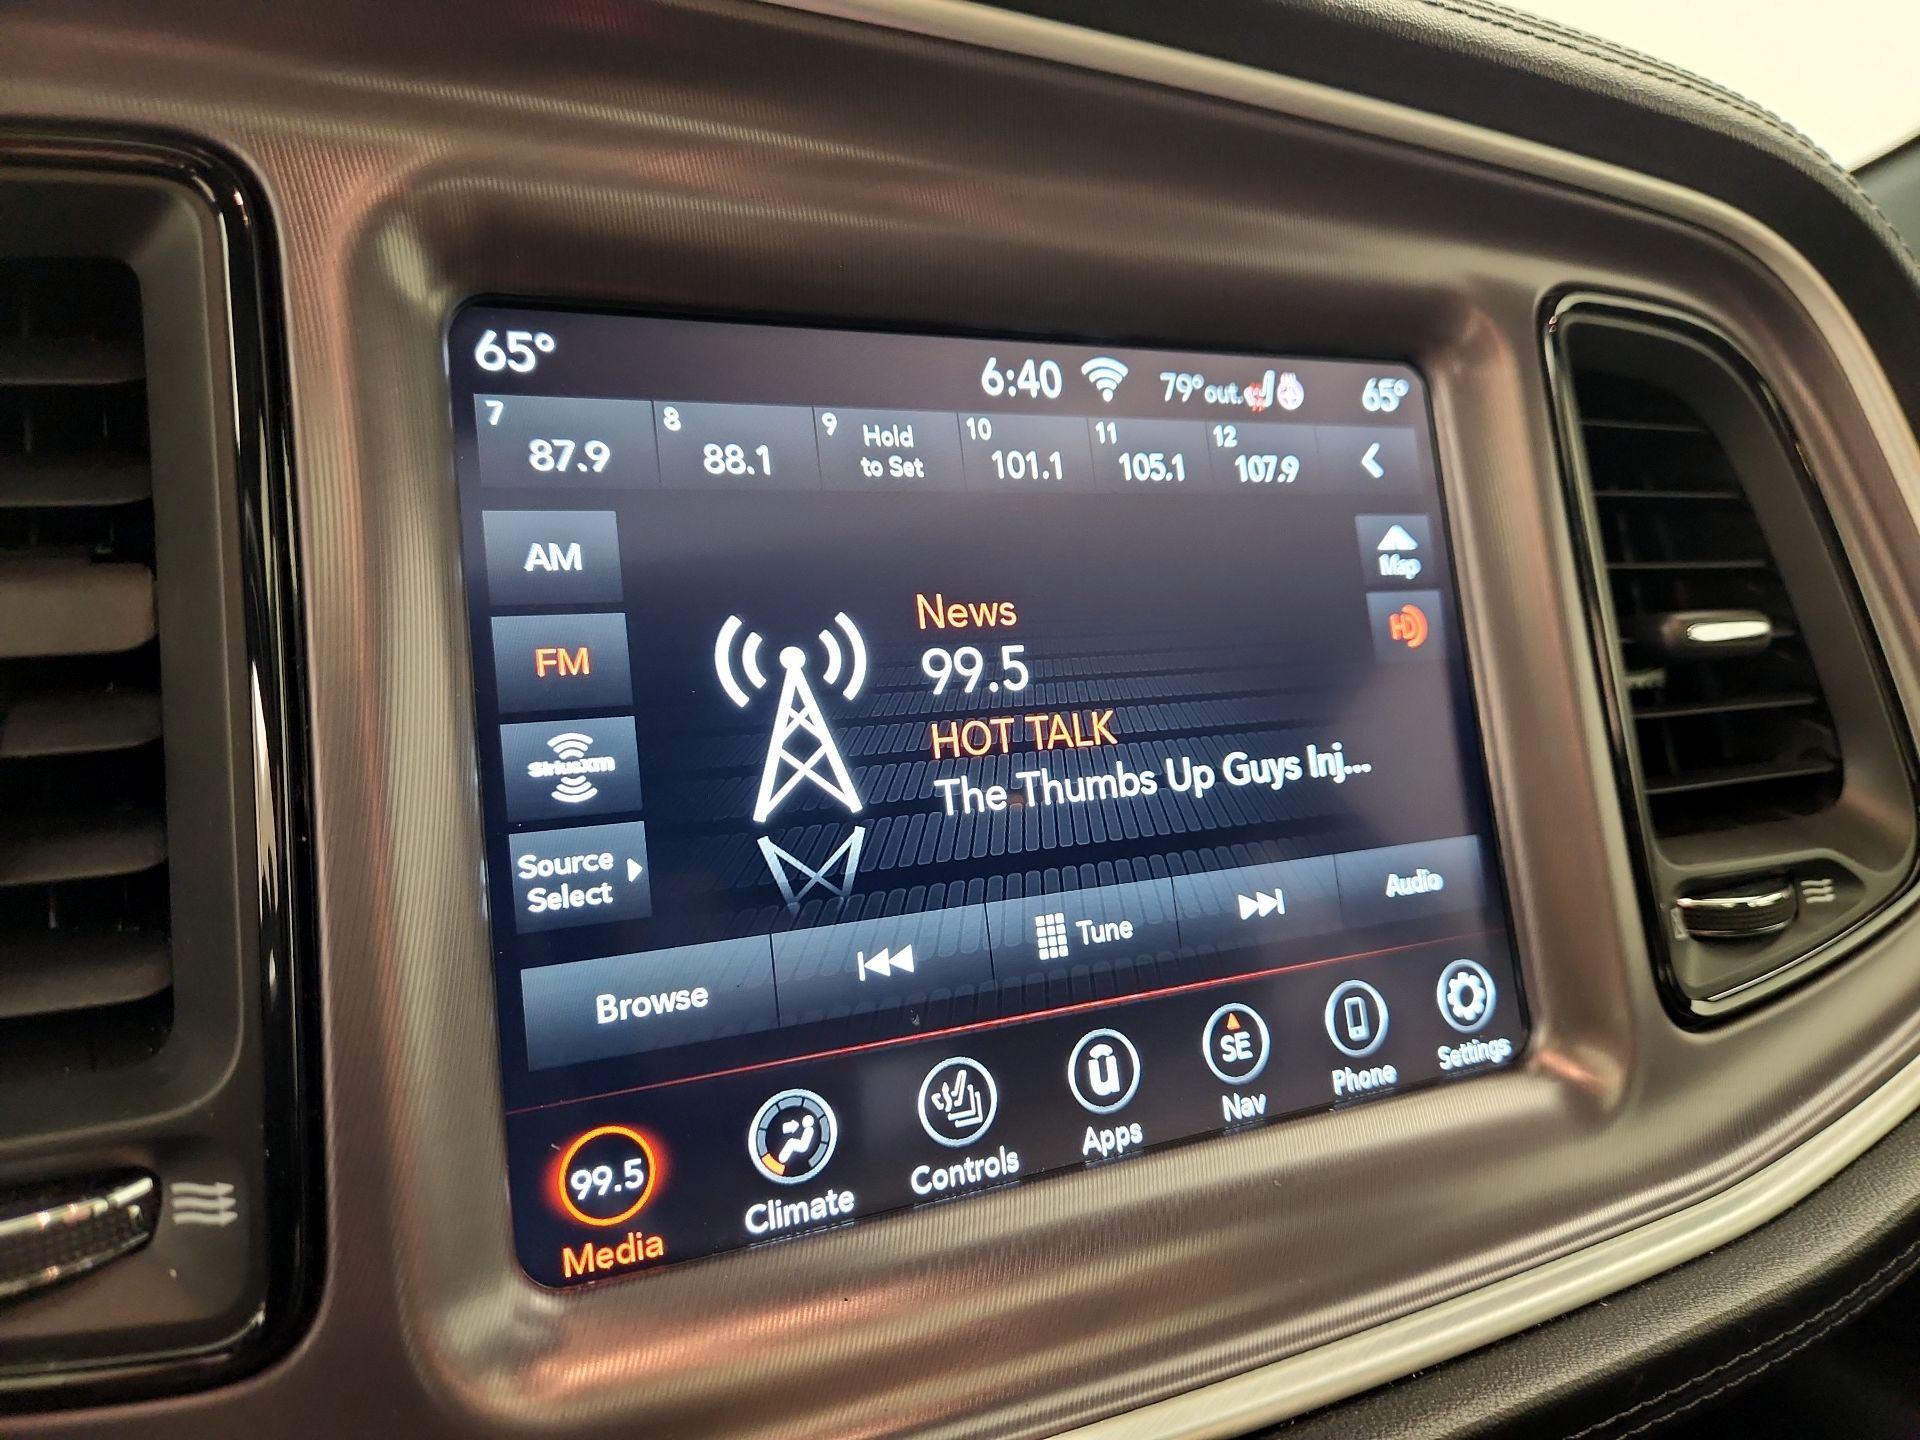 65°
6:40
79° out.
65°
7
87.9
8
88.1
9
Hold
to Set
10
101.1
11
105.1
12
107.9
AM
Map
FM
HD
News
99.5
HOT TALK
The Thumbs Up Guys Inj...
SiriusXM
Source
Select
Browse
Tune
Audio
99.5
Media
Climate
Controls
Apps
SE
Nav
Phone
Settings